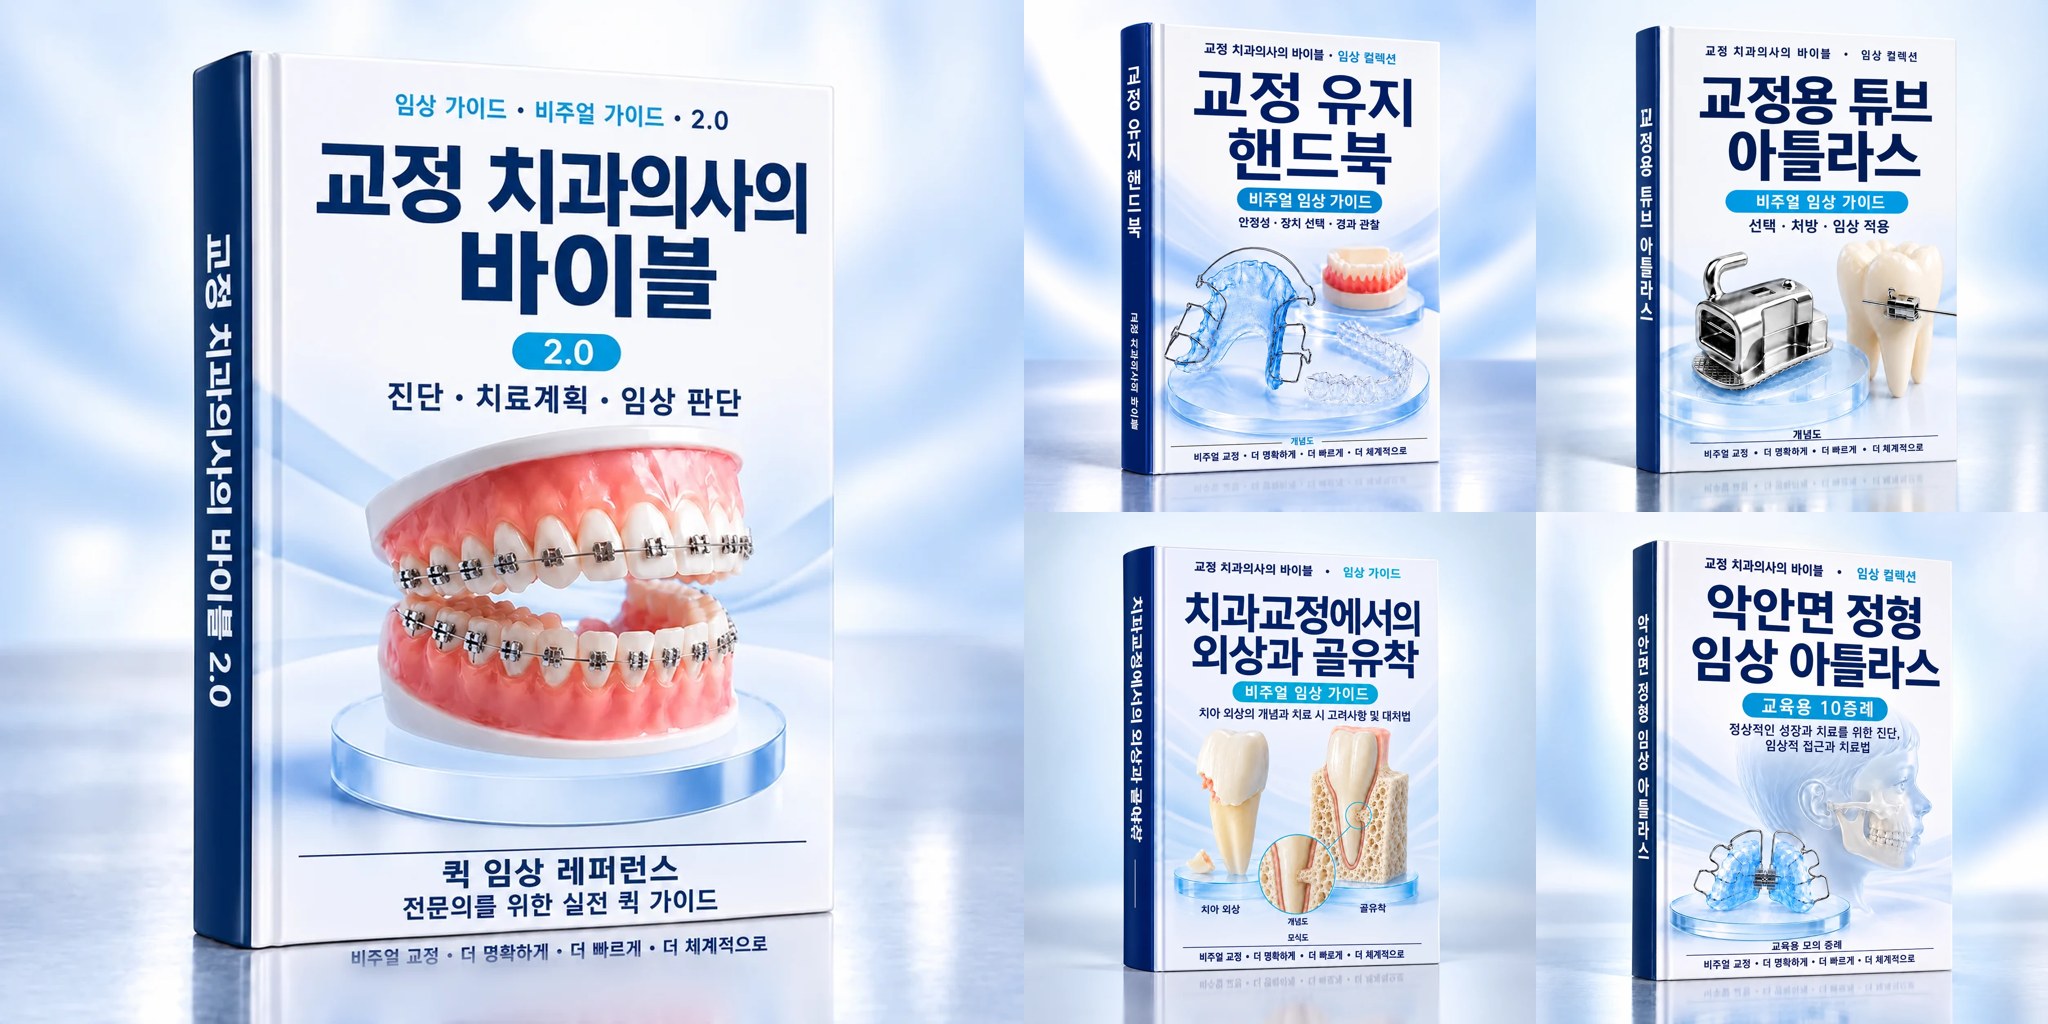 임상 가이드 • 비주얼 가이드 • 2.0
교정 치과의사의
바이블
2.0
진단 · 치료계획 · 임상 판단
퀵 임상 레퍼런스
전문의를 위한 실전 퀵 가이드
비주얼 교정 • 더 명확하게 • 더 빠르게 • 더 체계적으로
교정 치과의사의 바이블 2.0
교정 치과의사의 바이블 • 임상 컬렉션
교정 유지
핸드북
비주얼 임상 가이드
안정성 · 장치 선택 · 경과 관찰
개념도
비주얼 교정 • 더 명확하게 • 더 빠르게 • 더 체계적으로
교정 유지 핸드북
교정 치과의사의 바이블
교정 치과의사의 바이블 • 임상 컬렉션
교정용 튜브
아틀라스
비주얼 임상 가이드
선택 · 처방 · 임상 적용
개념도
비주얼 교정 • 더 명확하게 • 더 빠르게 • 더 체계적으로
교정용 튜브 아틀라스
교정 치과의사의 바이블 • 임상 가이드
치과교정에서의
외상과 골유착
비주얼 임상 가이드
치아 외상의 개념과 치료 시 고려사항 및 대처법
치아 외상
골유착
개념도
모식도
비주얼 교정 • 더 명확하게 • 더 빠르게 • 더 체계적으로
치과교정에서의 외상과
교정 치과의사의 바이블 • 임상 컬렉션
악안면 정형
임상 아틀라스
교육용 10증례
정상적인 성장과 치료를 위한 진단,
임상적 접근과 치료법
교육용 모의 증례
비주얼 교정 • 더 명확하게 • 더 빠르게 • 더 체계적으로
악안면 정형 임상 아틀라스